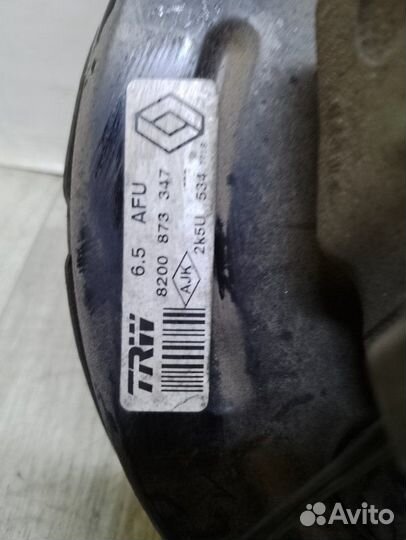 6.5 AFU
8200 873 347
TRW
AJK
2k5U 534
Avito